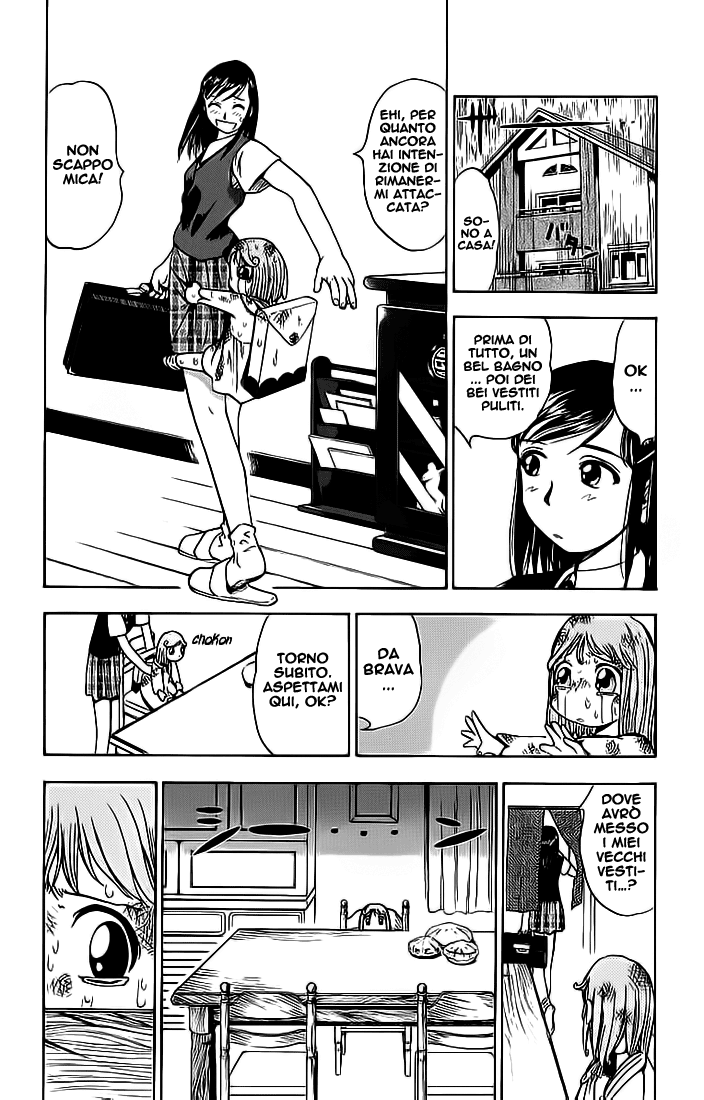 SO-
NO A
CASA!
EHI, PER
QUANTO
ANCORA
HAI INTEN-
ZIONE DI
RIMANER-
MI ATTAC-
CATA?
NON
SCAPPO
MICA!
OK
...
PRIMA DI
TUTTO, UN
BEL BAGNO
... POI DEI
BEI VESTITI
PULITI.
DA
BRAVA
...
TORNO
SUBITO.
ASPETTAMI
QUI, OK?
chokon
DOVE
AVRÒ
MESSO
I MIEI
VECCHI
VESTI-
TI...?